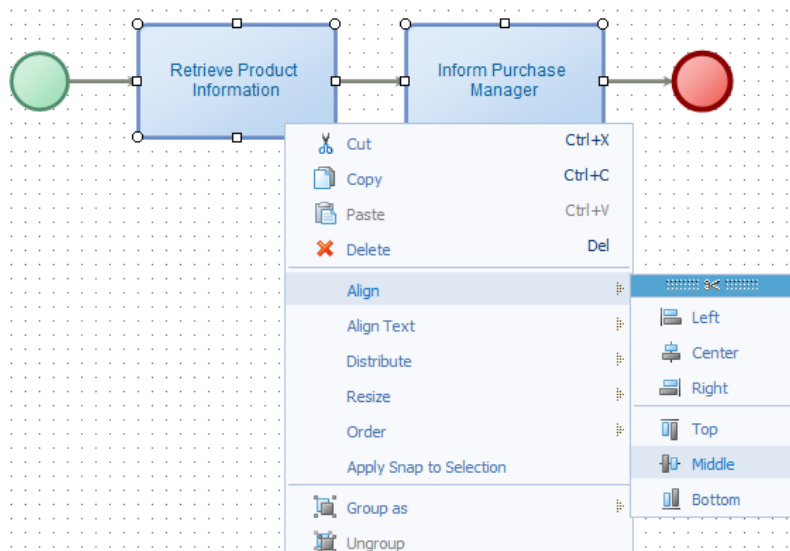 Retrieve Product
Information
Inform Purchase
Manager
Cut Ctrl+X
Copy Ctrl+C
Paste Ctrl+V
Delete Del
Align
Align Text
Distribute
Resize
Order
Apply Snap to Selection
Group as
Ungroup
Left
Center
Right
Top
Middle
Bottom